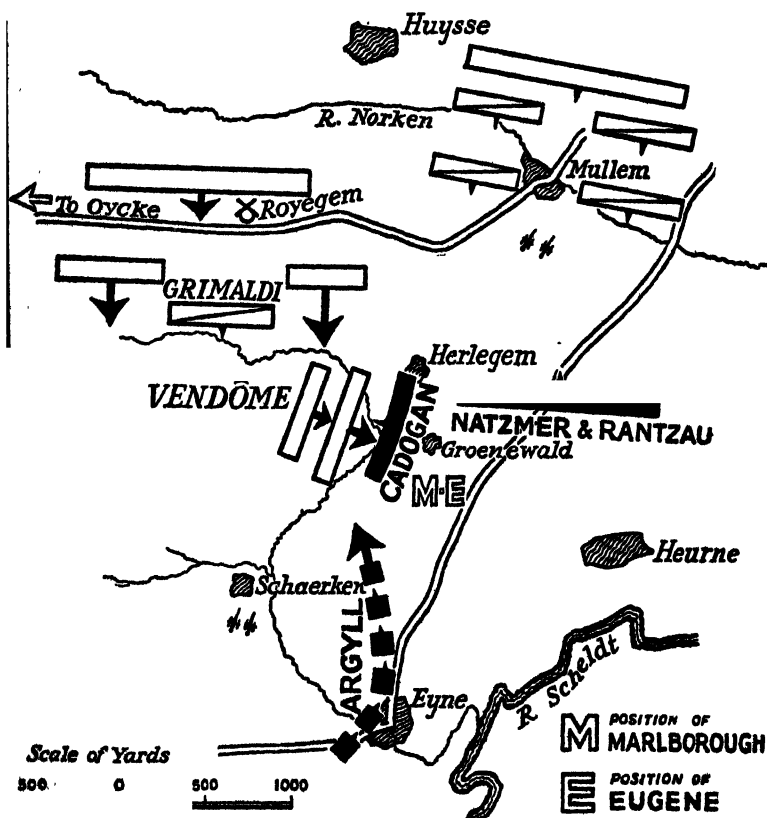 Huysse
R. Norken
Mullem
To Oycke
Royegem
GRIMALDI
Herlegem
VENDÔME
CADOGAN
NATZMER & RANTZAU
Groenewald
M-E
Heurne
Schaerken
ARGYLL
R Scheldt
Eyne
M POSITION OF
MARLBOROUGH
E POSITION OF
EUGENE
Scale of Yards
500. 0 500 1000